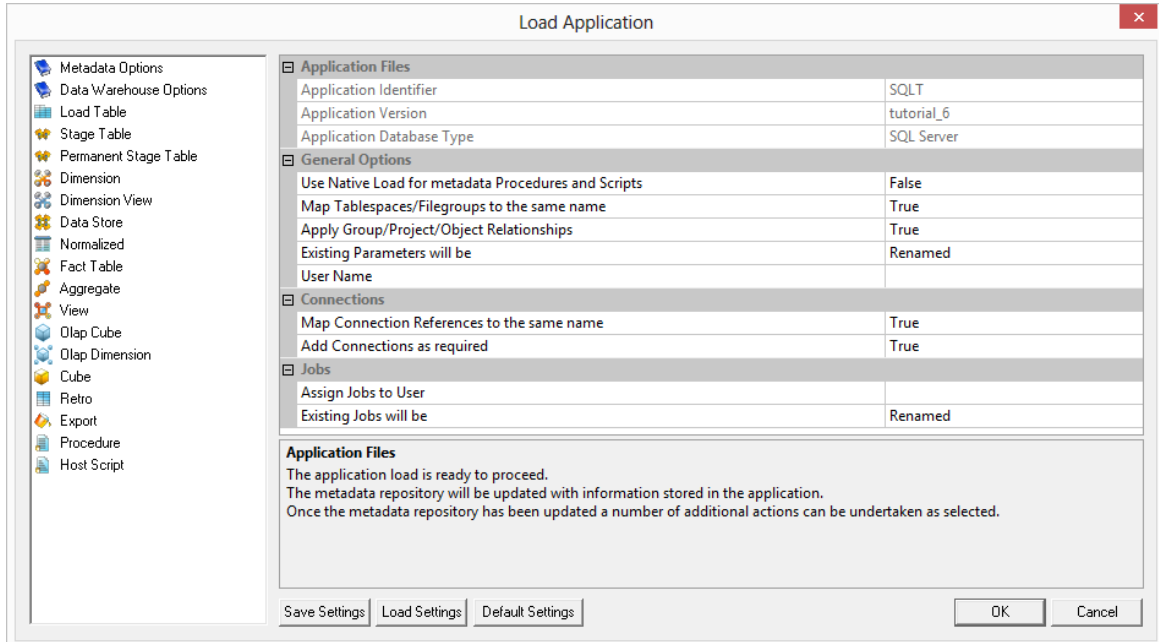 Load Application
Metadata Options
Data Warehouse Options
Load Table
Stage Table
Permanent Stage Table
Dimension
Dimension View
Data Store
Normalized
Fact Table
Aggregate
View
Olap Cube
Olap Dimension
Cube
Retro
Export
Procedure
Host Script
Application Files
Application Identifier SQLT
Application Version tutorial_6
Application Database Type SQL Server
General Options
Use Native Load for metadata Procedures and Scripts False
Map Tablespaces/Filegroups to the same name True
Apply Group/Project/Object Relationships True
Existing Parameters will be Renamed
User Name
Connections
Map Connection References to the same name True
Add Connections as required True
Jobs
Assign Jobs to User
Existing Jobs will be Renamed
Application Files
The application load is ready to proceed.
The metadata repository will be updated with information stored in the application.
Once the metadata repository has been updated a number of additional actions can be undertaken as selected.
Save Settings Load Settings Default Settings OK Cancel